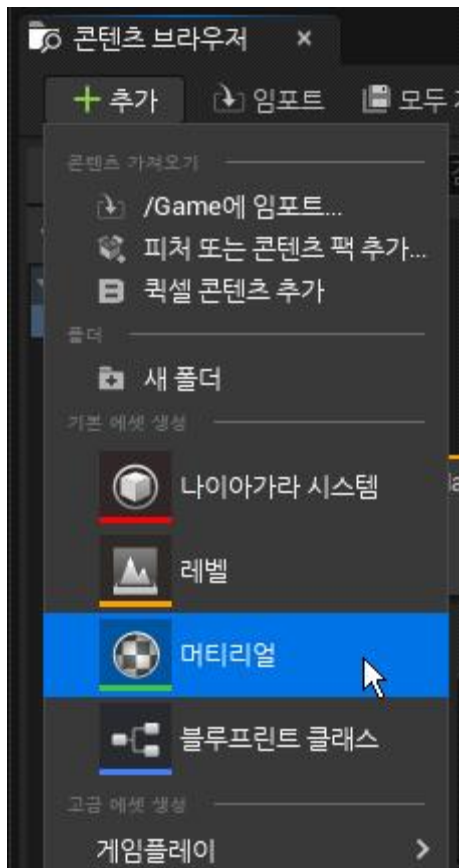 콘텐츠 브라우저
추가 임포트 모두
콘텐츠 가져오기
/Game에 임포트...
피처 또는 콘텐츠 팩 추가...
퀵셀 콘텐츠 추가
폴더
새 폴더
기본 에셋 생성
나이아가라 시스템
레벨
머티리얼
블루프린트 클래스
고급 에셋 생성
게임플레이